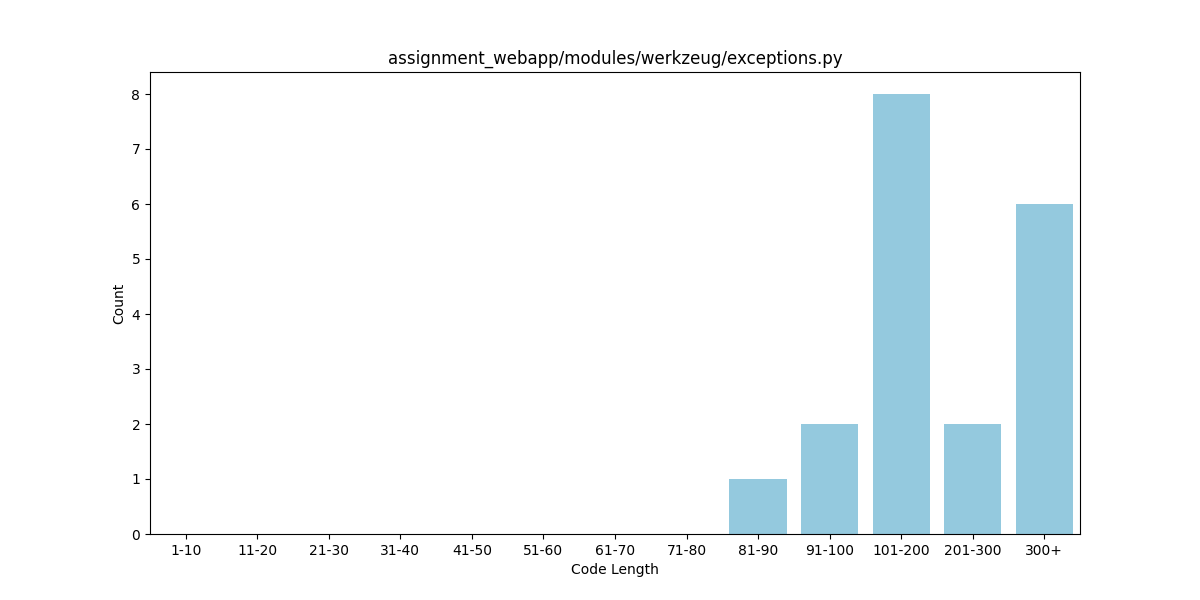 assignment_webapp/modules/werkzeug/exceptions.py
8
7
6
5
4
3
2
1
0
Count
1-10 11-20 21-30 31-40 41-50 51-60 61-70 71-80 81-90 91-100 101-200 201-300 300+
Code Length